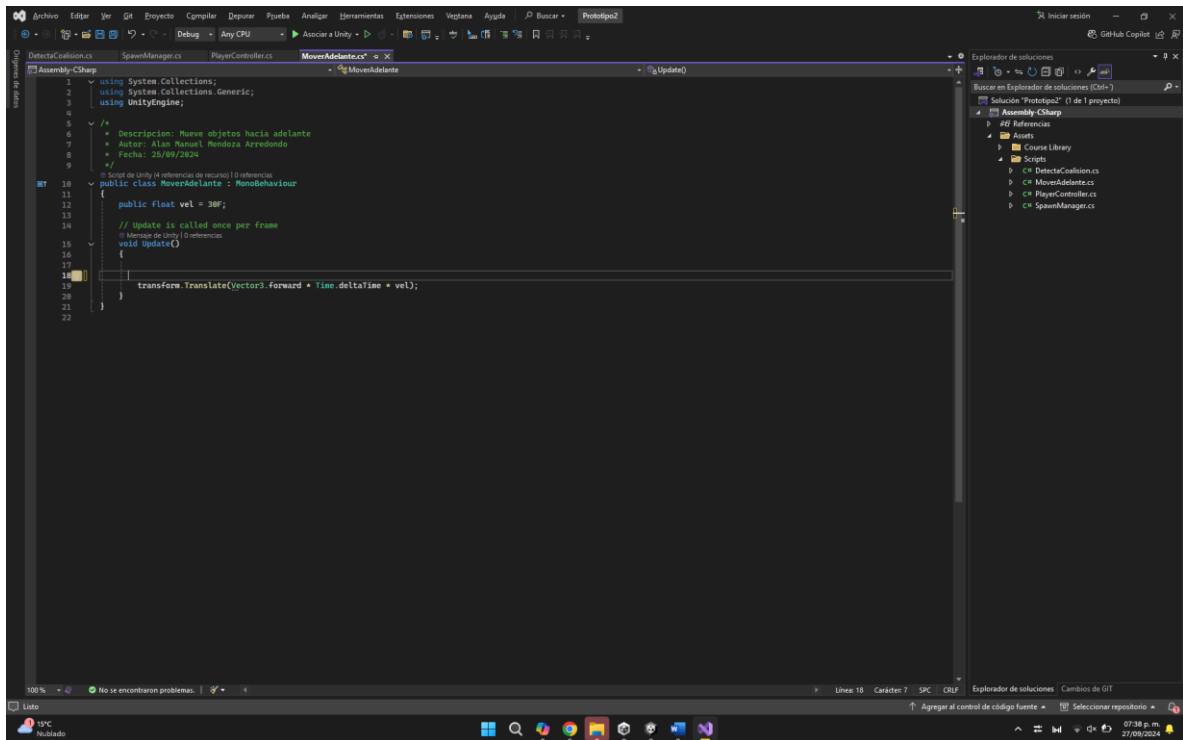 Archivo Editar Ver Git Proyecto Compilar Depurar Prueba Analizar Herramientas Extensiones Ventana Ayuda Buscar Prototipo2 Iniciar sesión
Debug Any CPU Asociar a Unity GitHub Copilot
Orígenes de datos
DetectaCoalision.cs SpawnManager.cs PlayerController.cs MoverAdelante.cs*
Assembly-CSharp MoverAdelante Update()
1 using System.Collections;
2 using System.Collections.Generic;
3 using UnityEngine;
4
5 /*
6 * Descripcion: Mueve objetos hacia adelante
7 * Autor: Alan Manuel Mendoza Arredondo
8 * Fecha: 25/09/2024
9 */
Script de Unity (4 referencias de recurso) | 0 referencias
10 public class MoverAdelante : MonoBehaviour
11 {
12 public float vel = 30F;
13
14 // Update is called once per frame
Mensaje de Unity | 0 referencias
15 void Update()
16 {
17
18
19 transform.Translate(Vector3.forward * Time.deltaTime * vel);
20 }
21 }
22
Explorador de soluciones
Buscar en Explorador de soluciones (Ctrl+¨)
Solución "Prototipo2" (1 de 1 proyecto)
Assembly-CSharp
Referencias
Assets
Course Library
Scripts
C# DetectaCoalision.cs
C# MoverAdelante.cs
C# PlayerController.cs
C# SpawnManager.cs
100 % No se encontraron problemas. Línea: 18 Carácter: 7 SPC CRLF
Explorador de soluciones Cambios de GIT
Listo Agregar al control de código fuente Seleccionar repositorio
1 15°C
Nublado
07:38 p. m.
27/09/2024